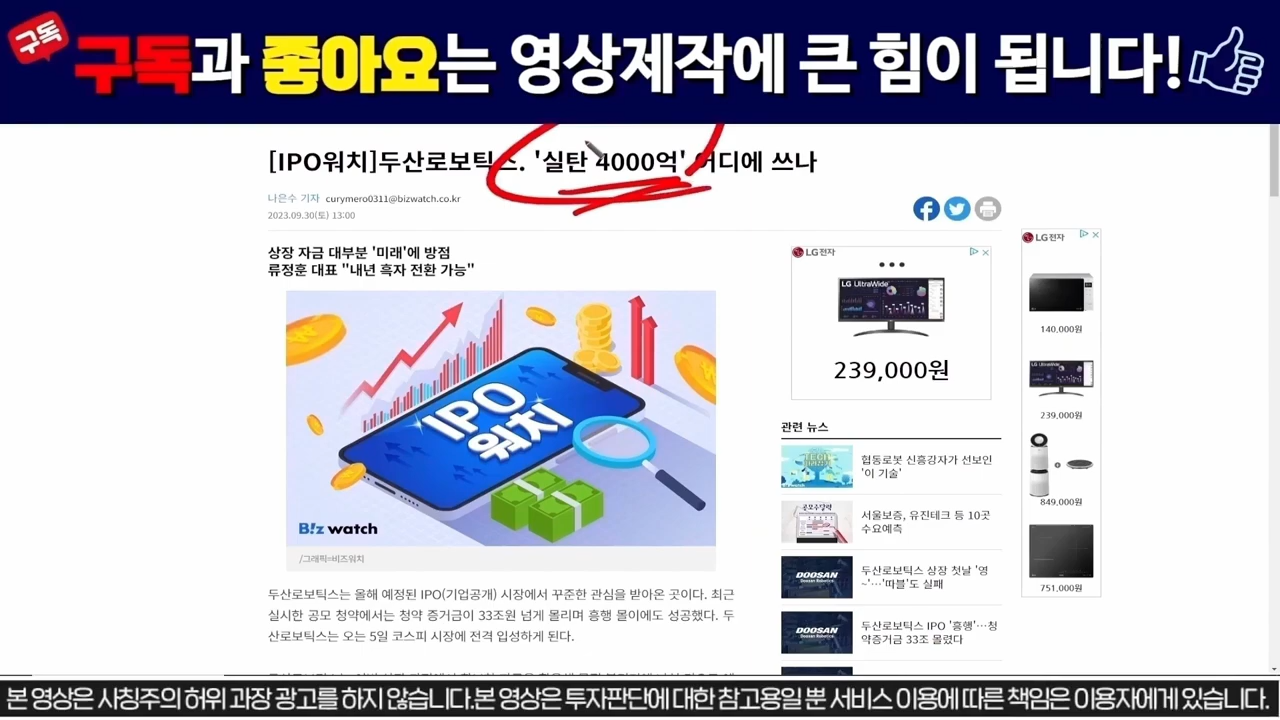 구독
구독과 좋아요는 영상제작에 큰 힘이 됩니다!
[IPO워치]두산로보틱스. '실탄 4000억' 어디에 쓰나
나은수 기자 curymero0311@bizwatch.co.kr
2023.09.30(토) 13:00
상장 자금 대부분 '미래'에 방점
류정훈 대표 "내년 흑자 전환 가능"
IPO
워치
B!z watch
/그래픽=비즈워치
두산로보틱스는 올해 예정된 IPO(기업공개) 시장에서 꾸준한 관심을 받아온 곳이다. 최근
실시한 공모 청약에서는 청약 증거금이 33조원 넘게 몰리며 흥행 몰이에도 성공했다. 두
산로보틱스는 오는 5일 코스피 시장에 전격 입성하게 된다.
LG전자
LG UltraWide
239,000원
관련 뉴스
협동로봇 신흥강자가 선보인
'이 기술'
서울보증, 유진테크 등 10곳
수요예측
DOOSAN
Doosan Robotics
두산로보틱스 상장 첫날 '영
~'…'따블'도 실패
DOOSAN
Doosan Robotics
두산로보틱스 IPO '흥행'…청
약증거금 33조 몰렸다
LG전자
140,000원
239,000원
849,000원
751,000원
본 영상은 사칭주의 허위 과장 광고를 하지 않습니다.본 영상은 투자판단에 대한 참고용일 뿐 서비스 이용에 따른 책임은 이용자에게 있습니다.